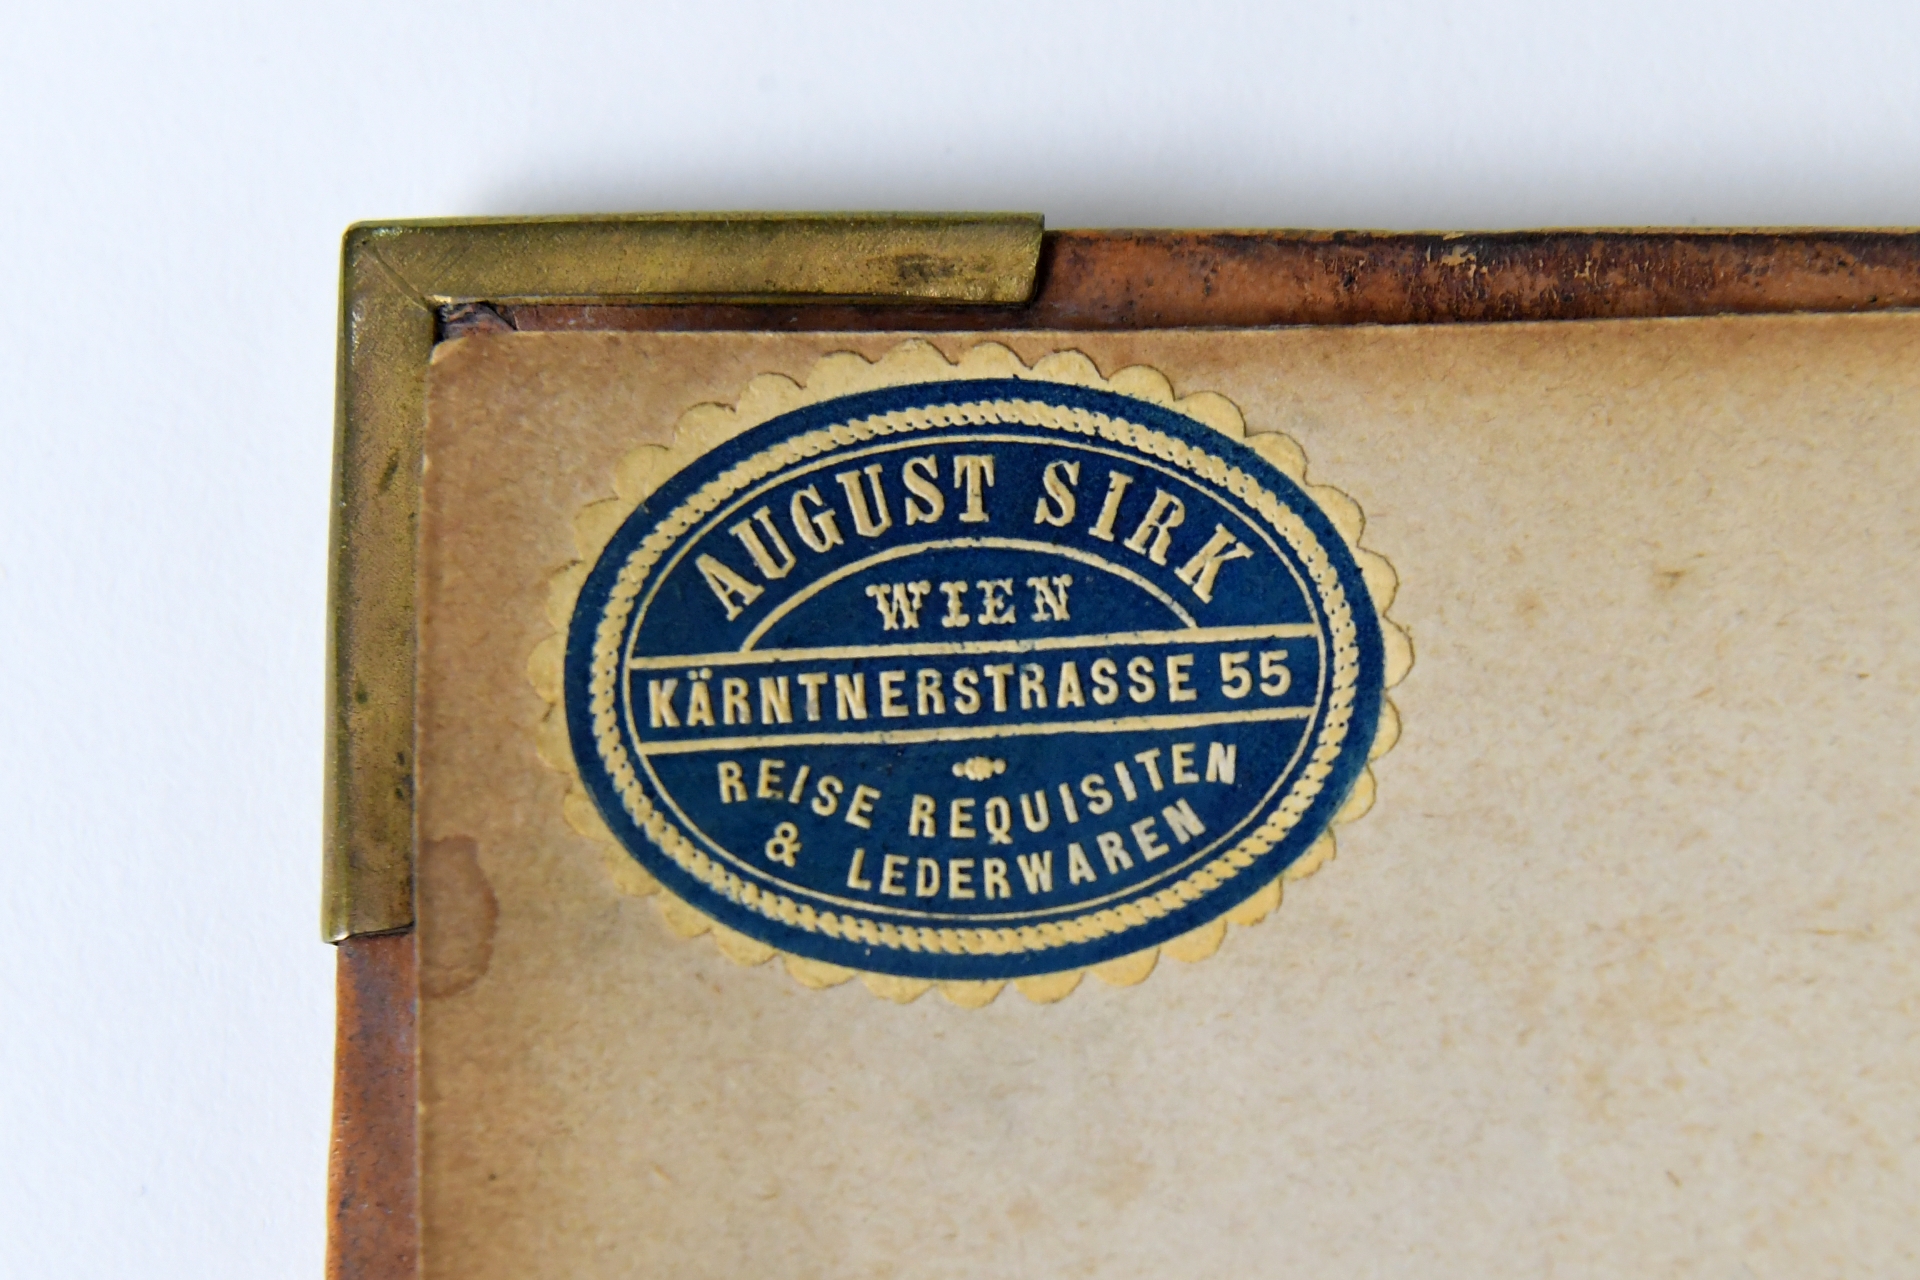 AUGUST SIRK
WIEN
KÄRNTNERSTRASSE 55
REISE REQUISITEN
& LEDERWAREN